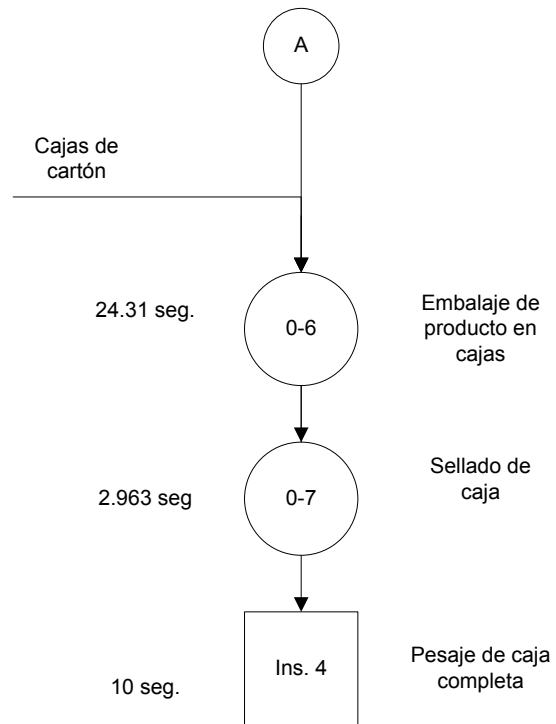 A
Cajas de
cartón
24.31 seg.
0-6
Embalaje de
producto en
cajas
2.963 seg
0-7
Sellado de
caja
10 seg.
Ins. 4
Pesaje de caja
completa